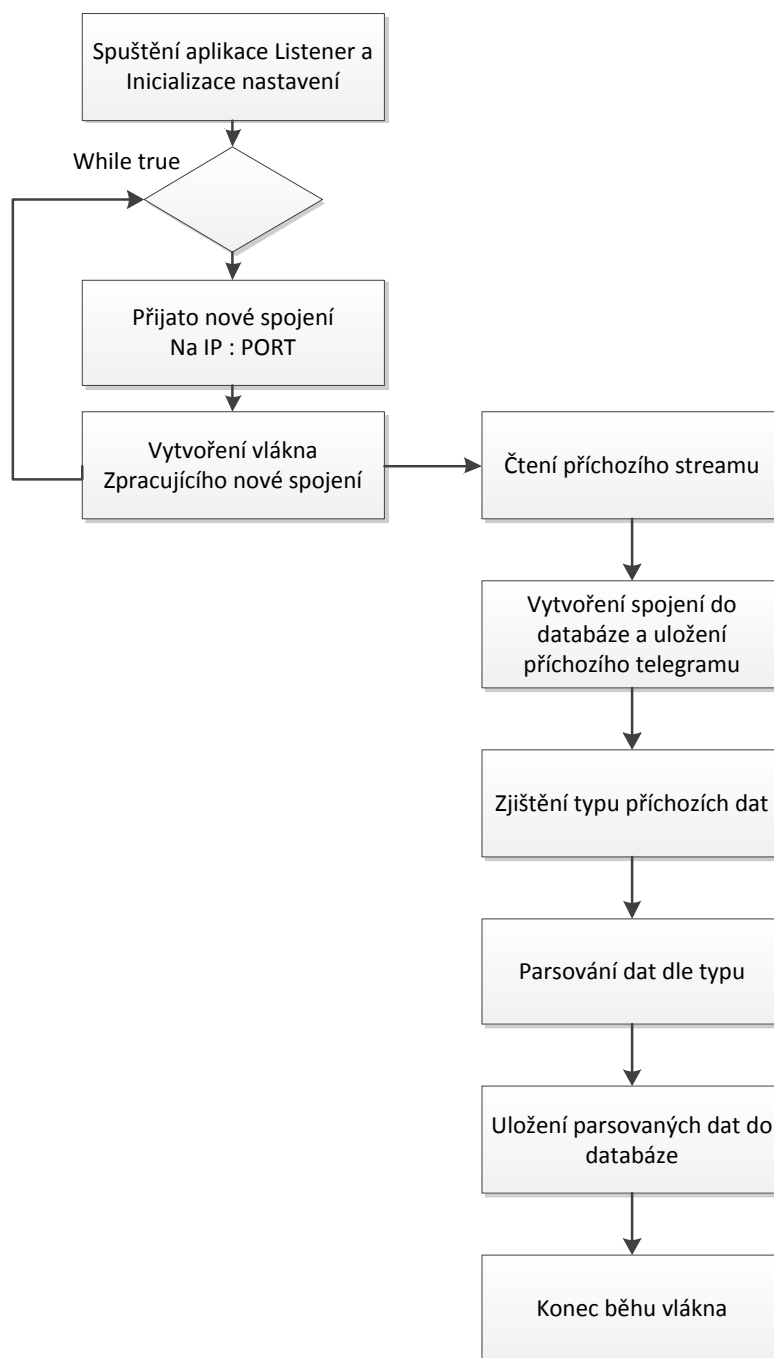 Spuštění aplikace Listener a
Inicializace nastavení
While true
Přijato nové spojení
Na IP : PORT
Vytvoření vlákna
Zpracujícího nové spojení
Čtení příchozího streamu
Vytvoření spojení do
databáze a uložení
příchozího telegramu
Zjištění typu příchozích dat
Parsování dat dle typu
Uložení parsovaných dat do
databáze
Konec běhu vlákna